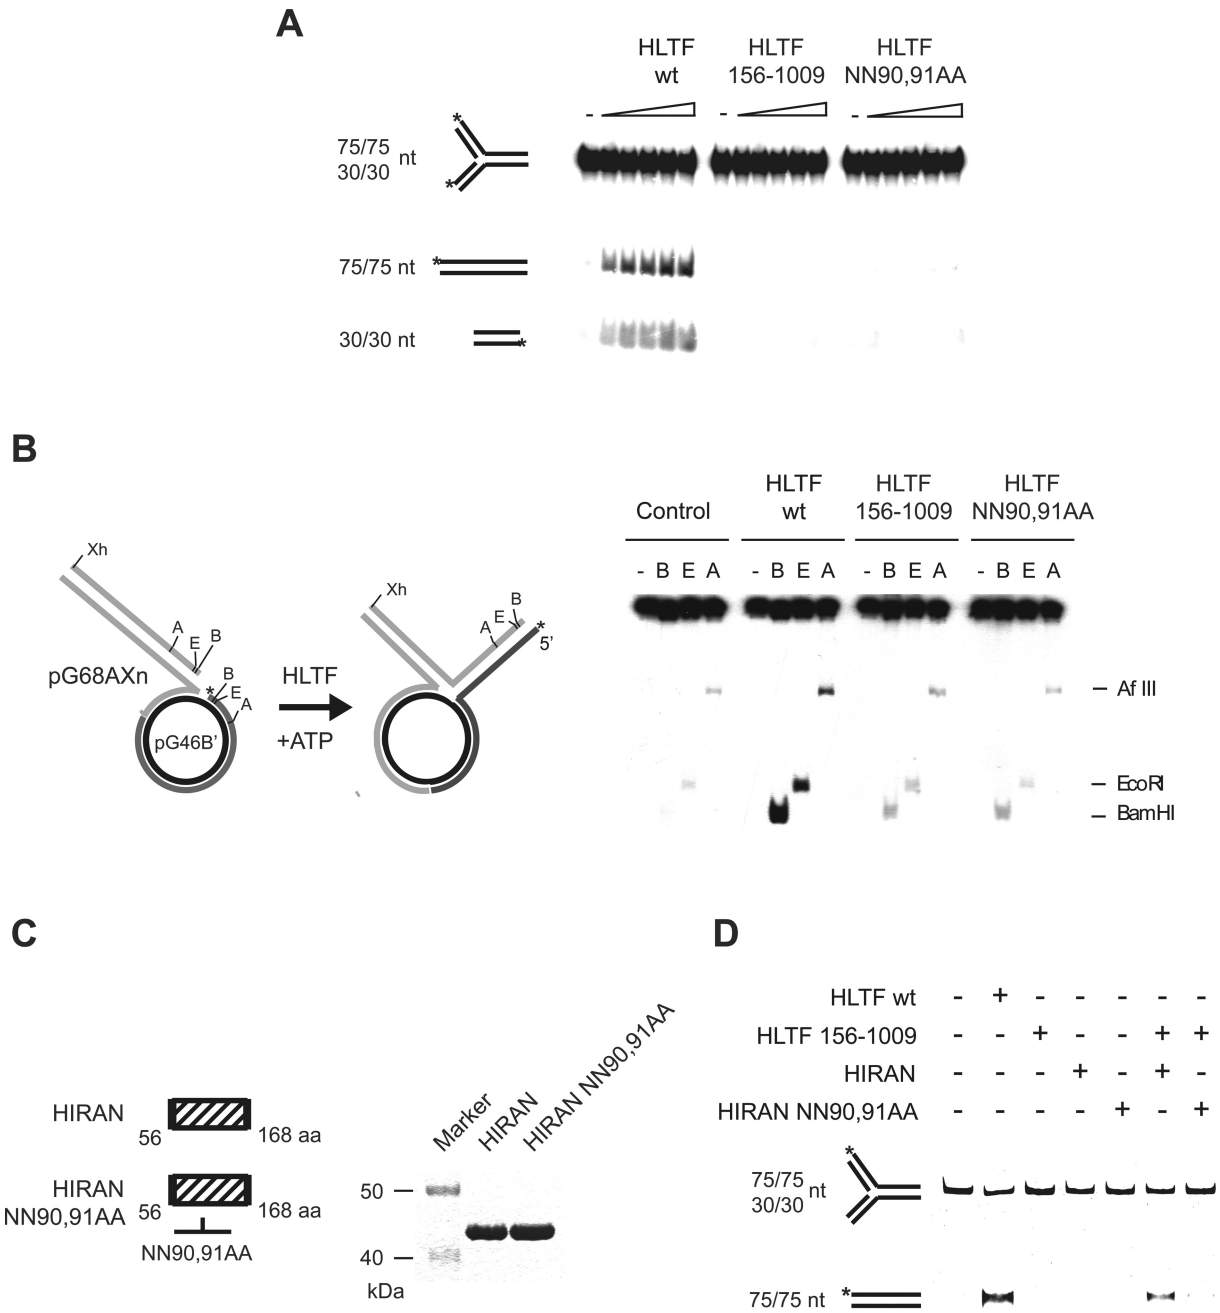 A
HLTF wt
HLTF 156-1009
HLTF NN90,91AA
- - -
75/75
30/30 nt
*
*
75/75 nt
*
30/30 nt
*
B
Control
HLTF wt
HLTF 156-1009
HLTF NN90,91AA
- B E A - B E A - B E A - B E A
Xh
A
E
B
pG68AXn
*
B
E
A
pG46B'
HLTF
+ATP
Xh
A
E
B
*
5'
Af III
EcoRI
BamHI
C
HIRAN
56
168 aa
HIRAN
NN90,91AA
56
168 aa
NN90,91AA
Marker
HIRAN
HIRAN NN90,91AA
50
40
kDa
D
HLTF wt - + - - - - -
HLTF 156-1009 - - + - - + +
HIRAN - - - + - + -
HIRAN NN90,91AA - - - - + - +
*
75/75
30/30 nt
75/75 nt
*